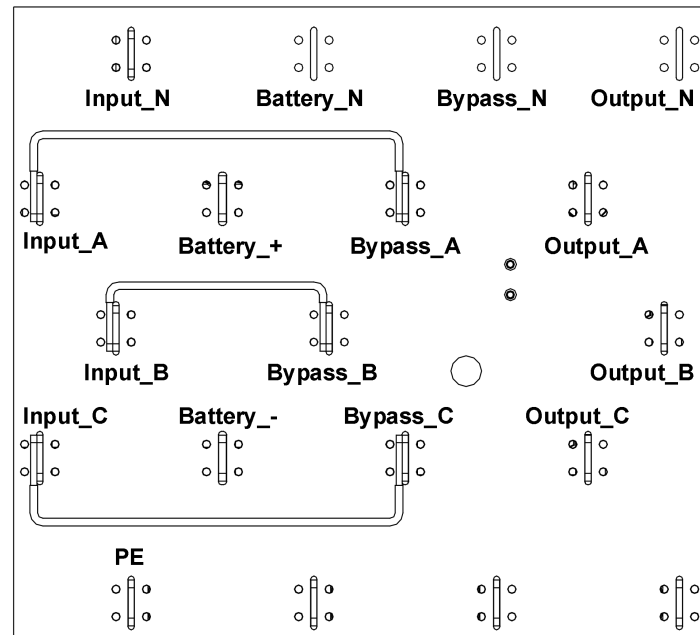 Input_N Battery_N Bypass_N Output_N
Input_A Battery_+ Bypass_A Output_A
Input_B Bypass_B Output_B
Input_C Battery_- Bypass_C Output_C
PE